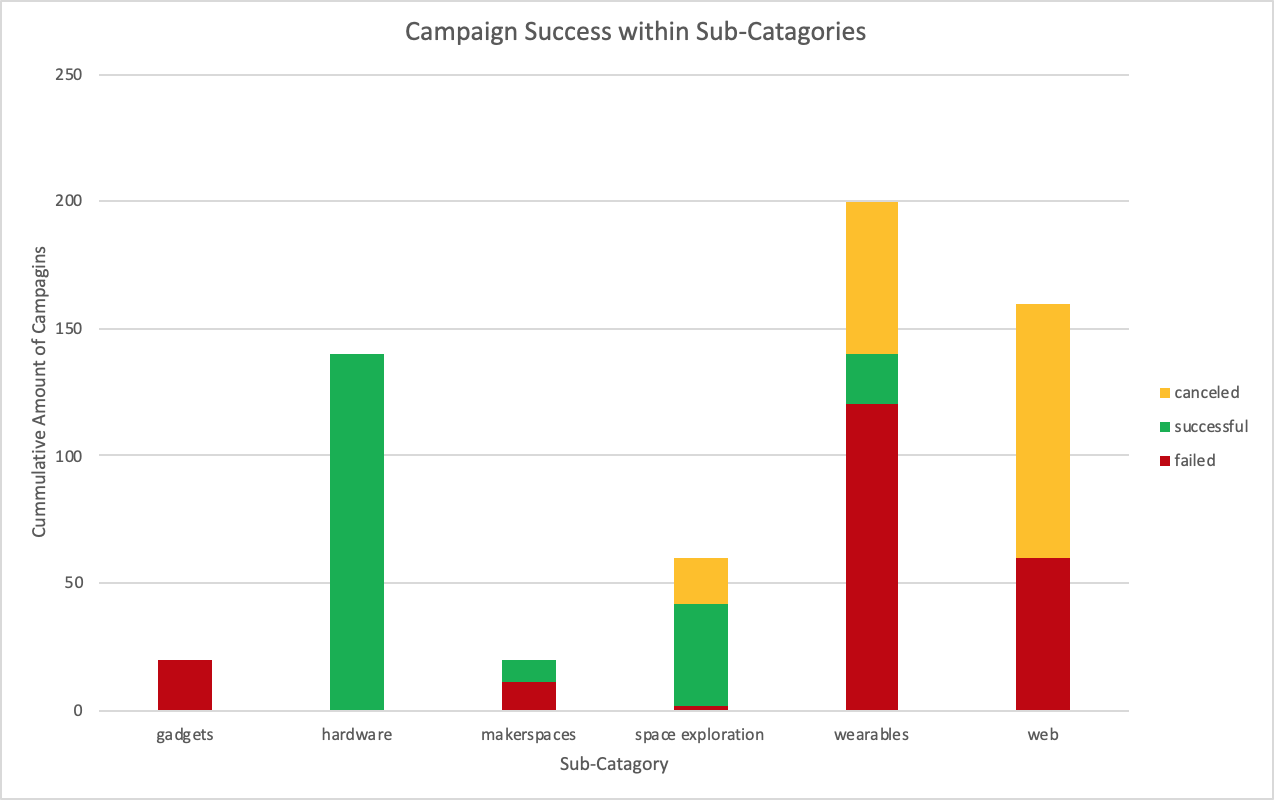 Campaign Success within Sub-Catagories
250
200
150
100
50
0
Cummulative Amount of Campagins
gadgets
hardware
makerspaces
space exploration
wearables
web
Sub-Catagory
canceled
successful
failed